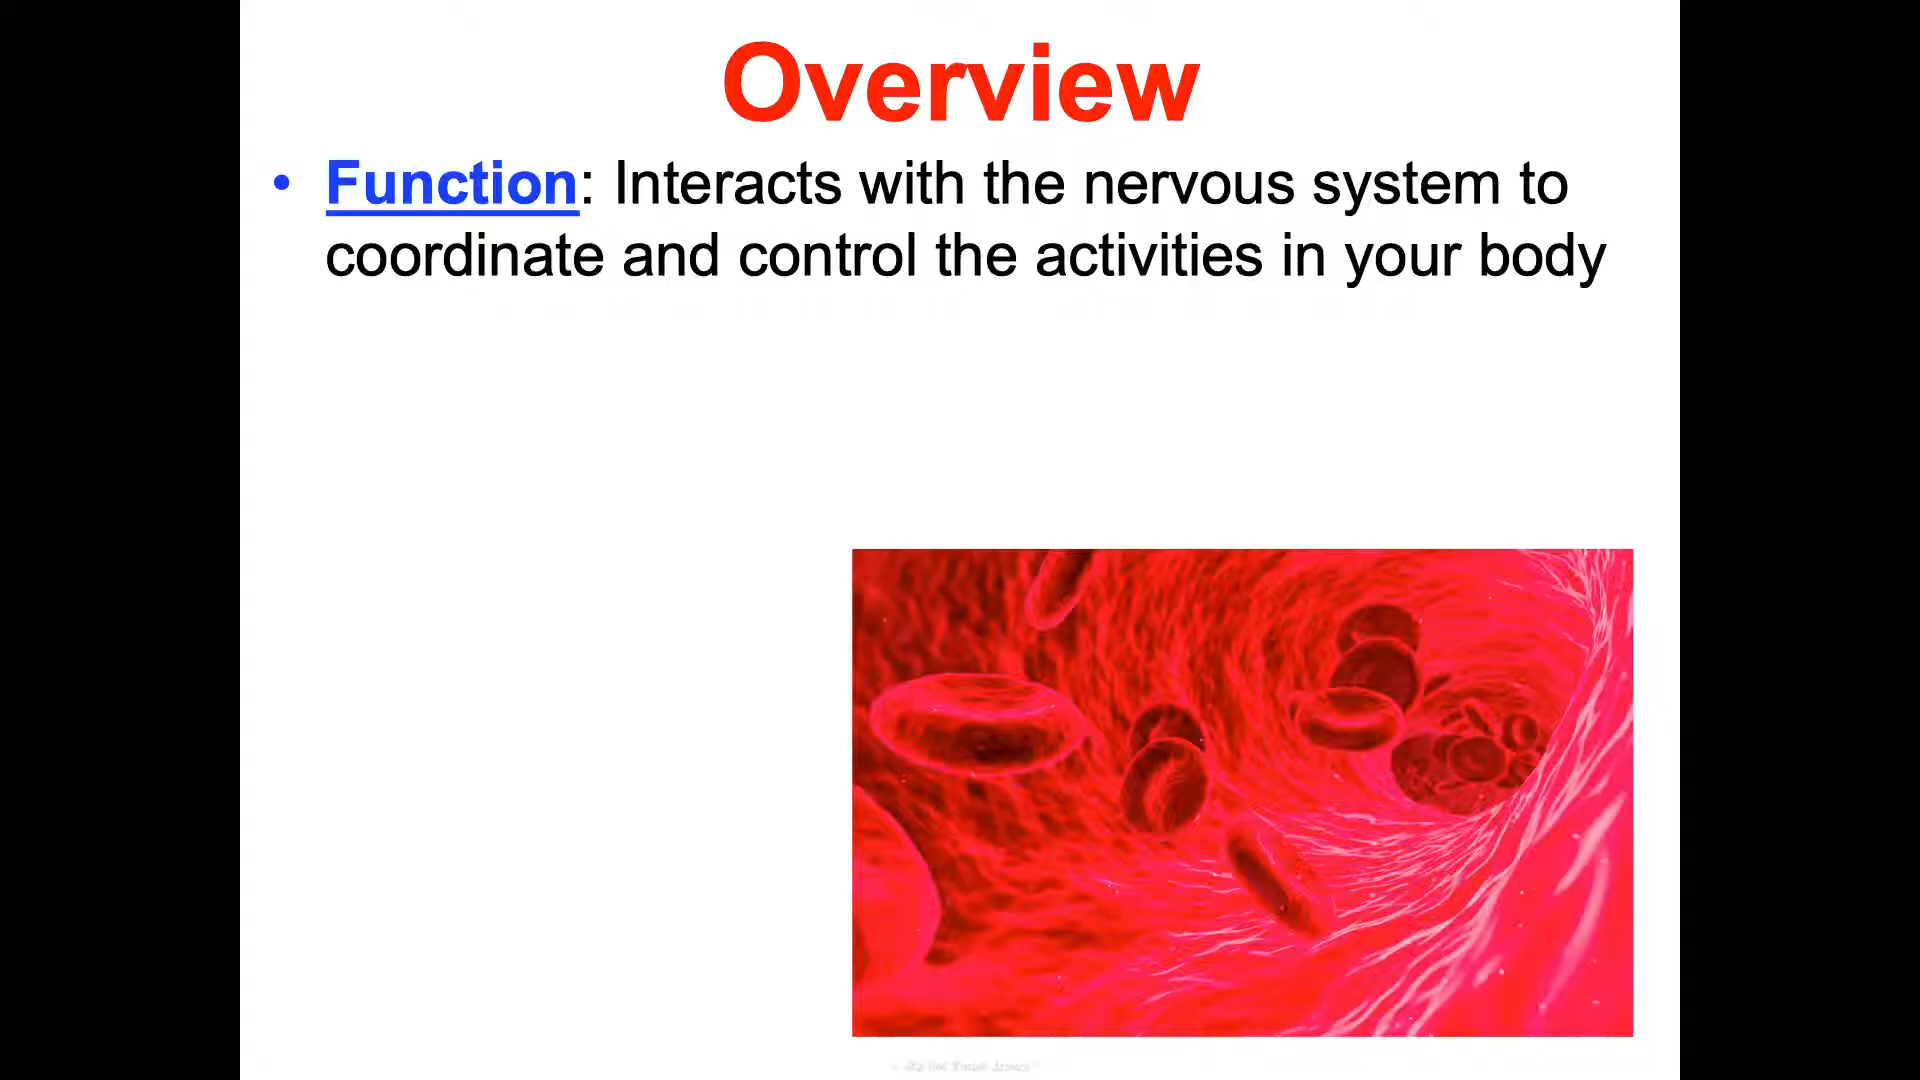 Overview
• Function: Interacts with the nervous system to
coordinate and control the activities in your body